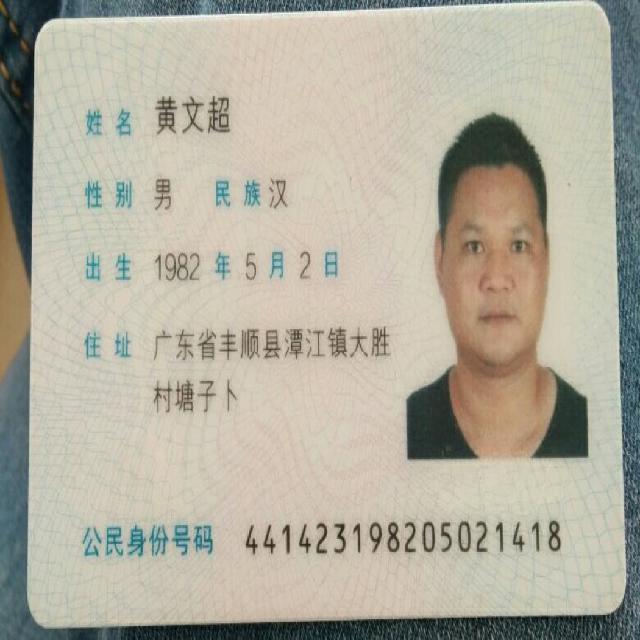 姓名 黄文超
性别 男 民族 汉
出生 1982 年 5 月 2 日
住址 广东省丰顺县潭江镇大胜
村塘子卜
公民身份号码 441423198205021418